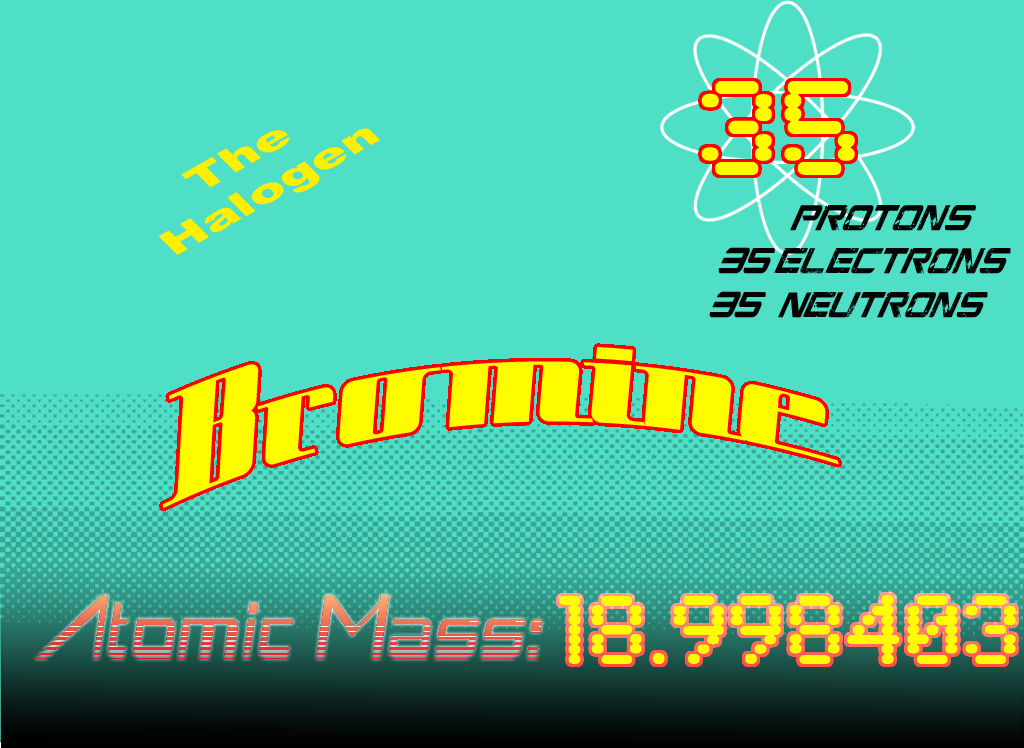 The
Halogen
35
PROTONS
35 ELECTRONS
35 NEUTRONS
Bromine
Atomic Mass: 18.998403